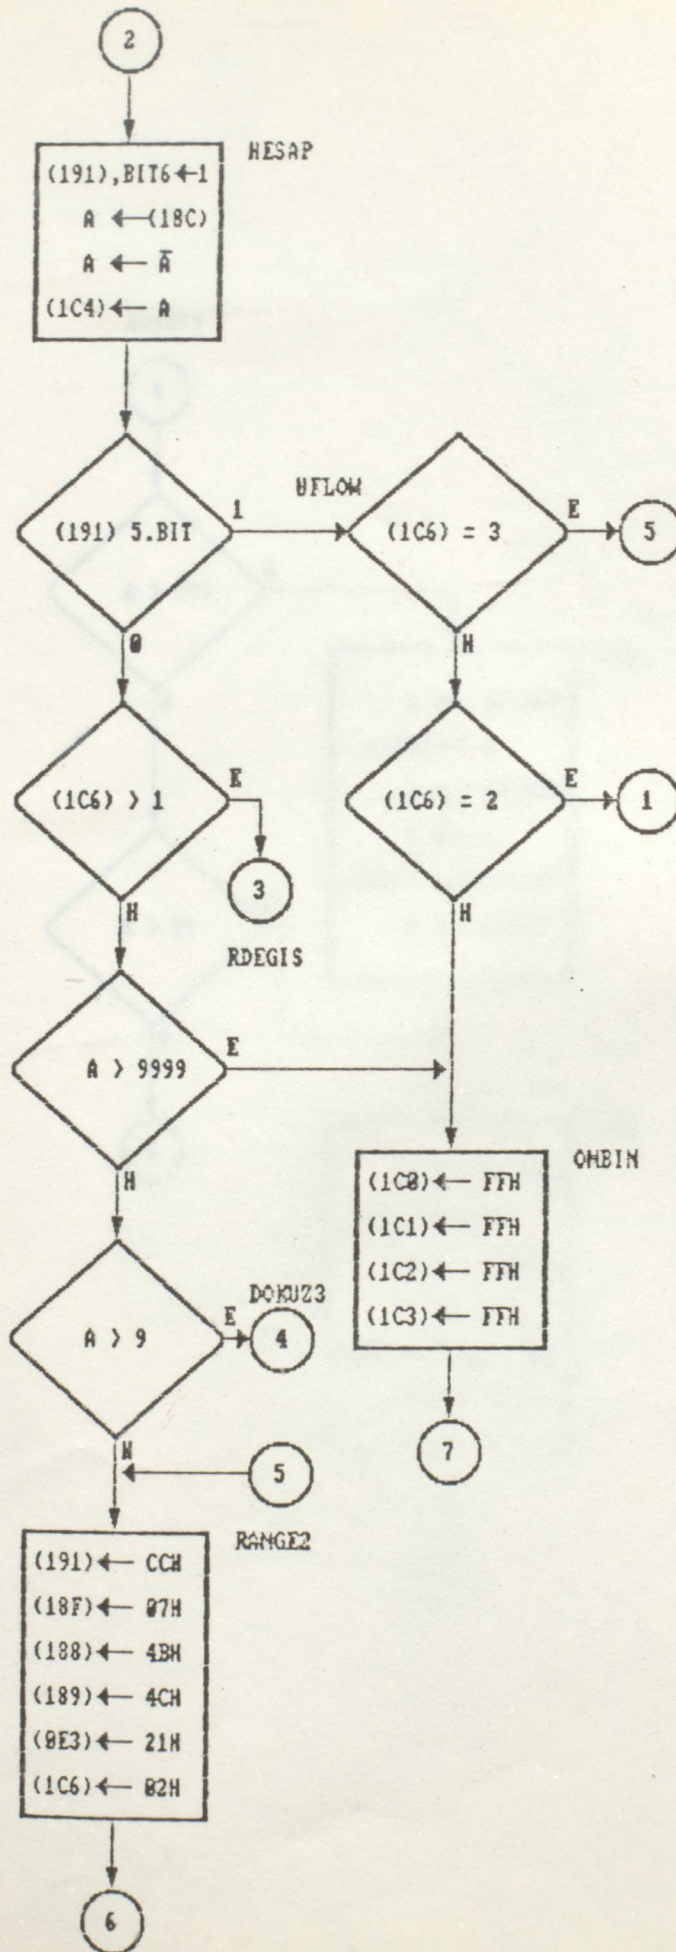 2
HESAP
(191),BIT6←1
A ←(18C)
A ← Ā
(1C4)← A
(191) 5.BIT
1
UFLOW
(1C6) = 3
E
5
0
H
(1C6) > 1
E
3
RDEGIS
(1C6) = 2
E
1
H
H
A > 9999
E
H
ONBIN
(1C0)← FFH
(1C1)← FFH
(1C2)← FFH
(1C3)← FFH
7
A > 9
E
DOKUZ3
4
H
5
RANGE2
(191)← CCH
(18F)← 07H
(188)← 4BH
(189)← 4CH
(0E3)← 21H
(1C6)← 02H
6